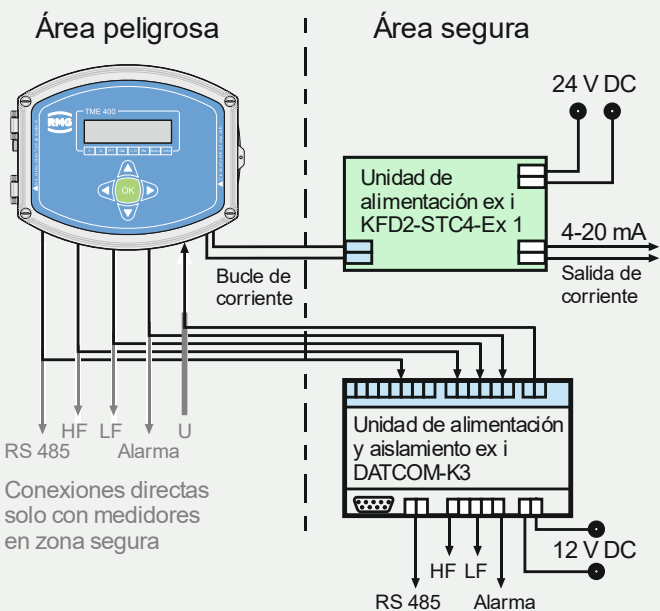 Área peligrosa
Área segura
24 V DC
RMG
TME 400
OK
Unidad de
alimentación ex i
KFD2-STC4-Ex 1
4-20 mA
Salida de
corriente
Bucle de
corriente
HF LF U
RS 485 Alarma
Conexiones directas
solo con medidores
en zona segura
Unidad de alimentación
y aislamiento ex i
DATCOM-K3
12 V DC
HF LF
RS 485 Alarma